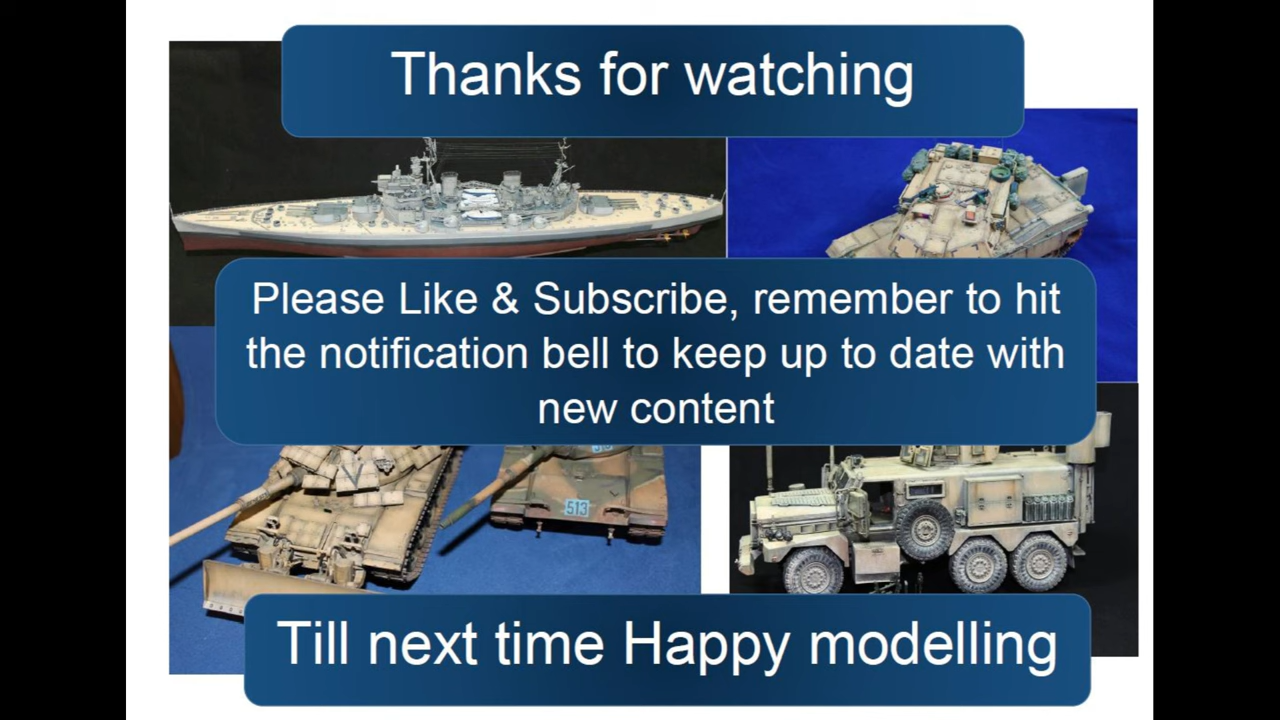 Thanks for watching
Please Like & Subscribe, remember to hit
the notification bell to keep up to date with
new content
513
Till next time Happy modelling